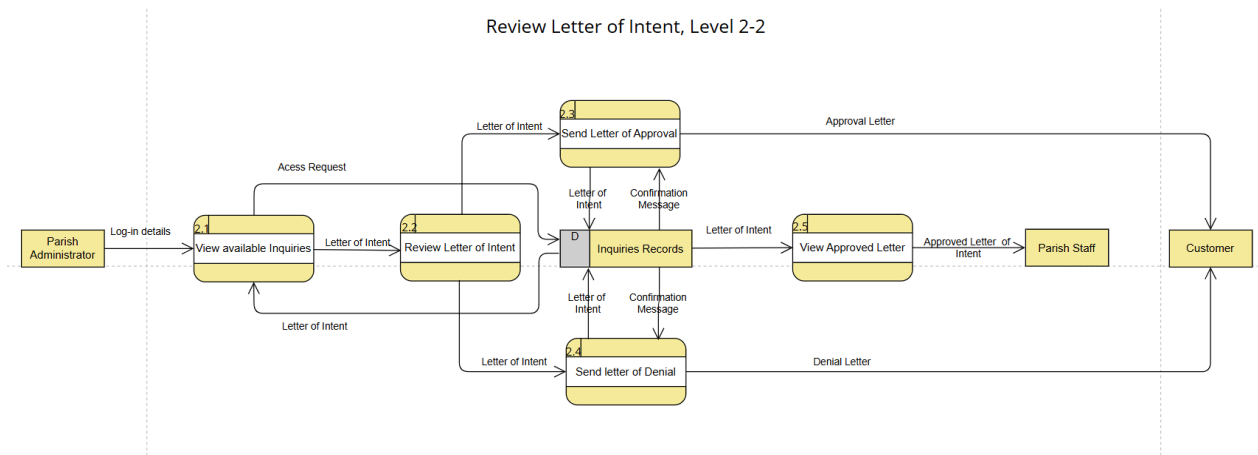 Review Letter of Intent, Level 2-2
2.3
Send Letter of Approval
Letter of Intent
Approval Letter
Acess Request
Letter of
Intent
Confirmation
Message
Parish
Administrator
Log-in details
2.1
View available Inquiries
Letter of Intent
2.2
Review Letter of Intent
D
Inquiries Records
Letter of Intent
2.5
View Approved Letter
Approved Letter of
Intent
Parish Staff
Customer
Letter of
Intent
Confirmation
Message
Letter of Intent
2.4
Send letter of Denial
Letter of Intent
Denial Letter